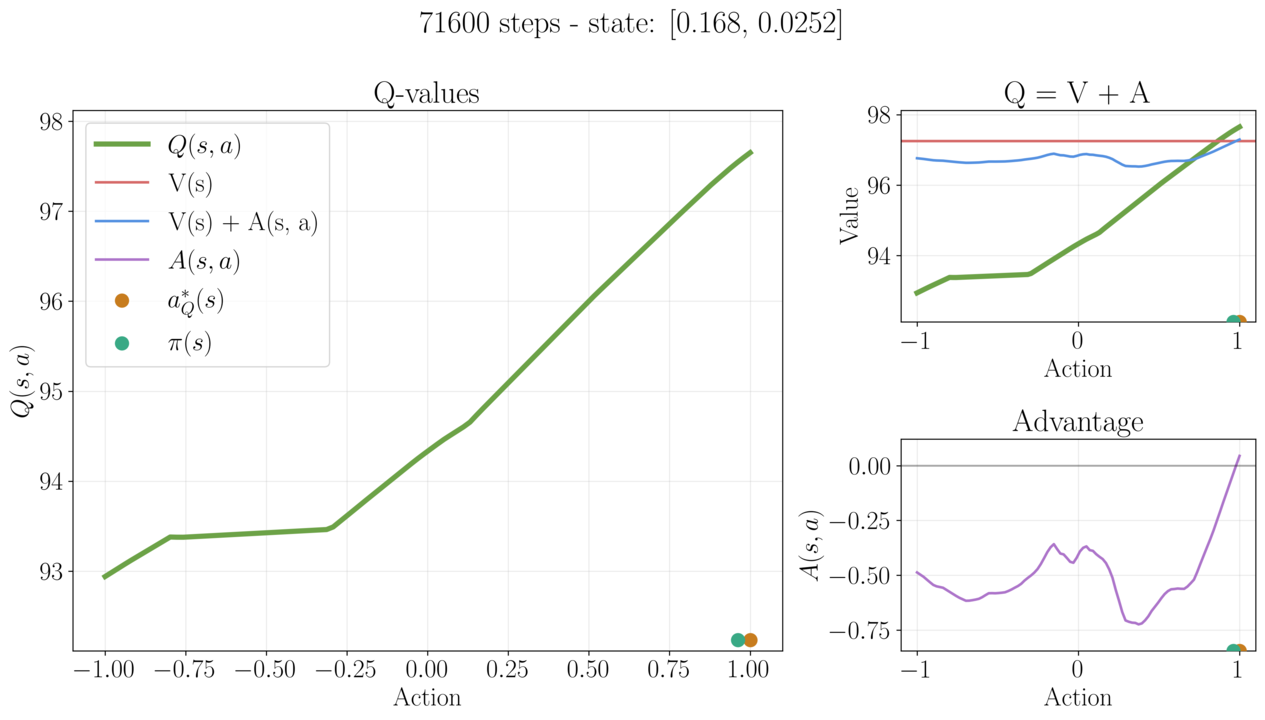 71600 steps - state: [0.168, 0.0252]
Q-values
98
97
96
95
94
93
Q(s, a)
Q(s, a)
V(s)
V(s) + A(s, a)
A(s, a)
a*Q(s)
π(s)
−1.00
−0.75
−0.50
−0.25
0.00
0.25
0.50
0.75
1.00
Action
Q = V + A
98
96
94
Value
−1
0
1
Action
Advantage
0.00
−0.25
−0.50
−0.75
A(s, a)
−1
0
1
Action